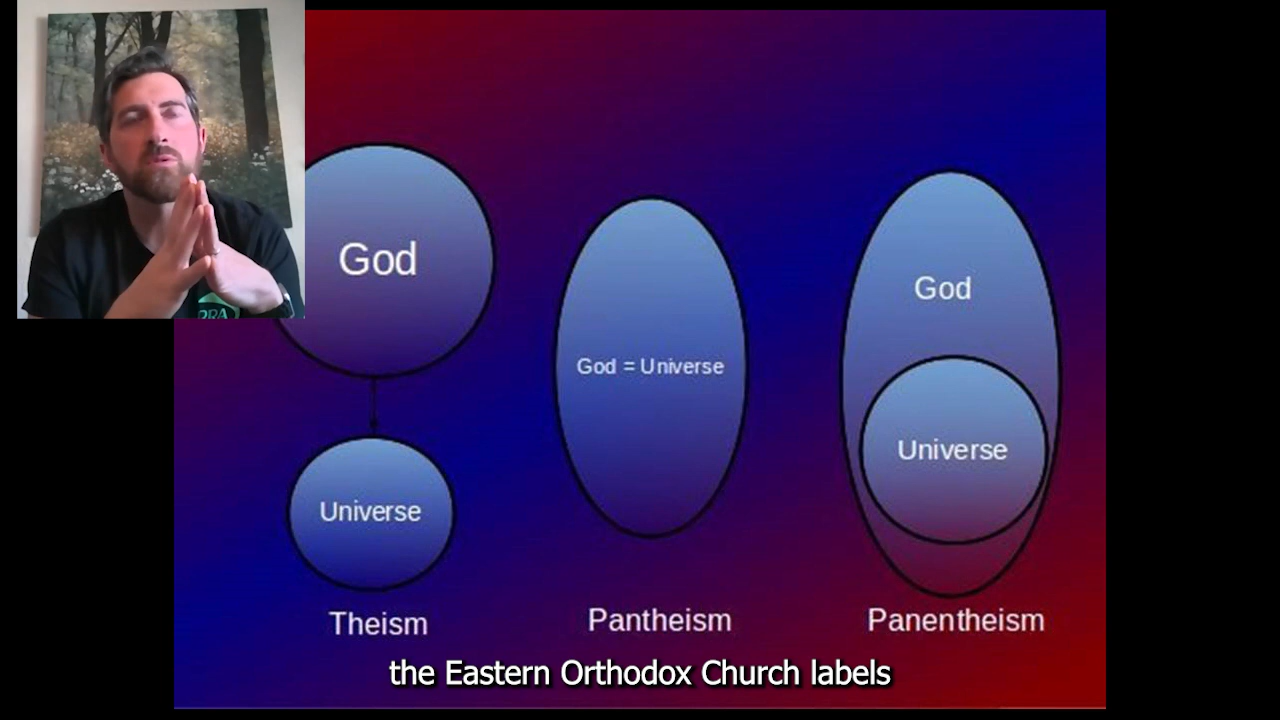 God
God = Universe
God
Universe
Universe
Theism
Pantheism
Panentheism
the Eastern Orthodox Church labels